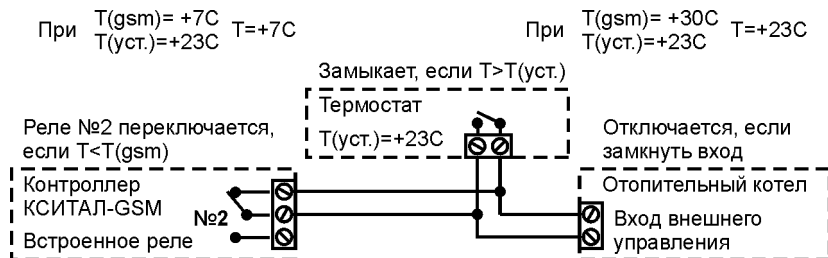 При T(gsm)= +7C T=+7C
T(уст.)=+23C
При T(gsm)= +30C T=+23C
T(уст.)=+23C
Замыкает, если T>T(уст.)
Термостат
T(уст.)=+23C
Реле №2 переключается,
если T<T(gsm)
Отключается, если
замкнуть вход
Контроллер
КСИТАЛ-GSM
№2
Встроенное реле
Отопительный котел
Вход внешнего
управления